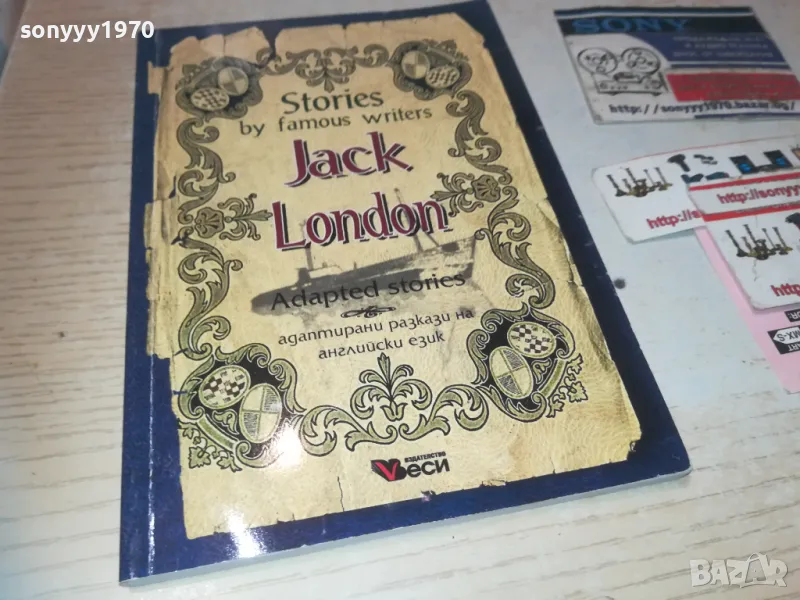 sonyyy1970
Stories
by famous writers
Jack
London
Adapted stories
адаптирани разкази на
английски език
ИЗДАТЕЛСТВО
Веси
SONY
http://sonyyy1970.bazar.bg/
http://sonyy
http
BAZAR